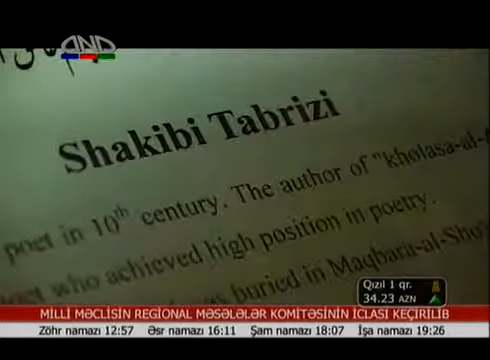 AND
Shakibi Tabrizi
poet in 10th century. The author of "kholasa-al-A
poet who achieved high position in poetry.
was buried in Maqbara-al-Sho'
Qızıl 1 qr.
34.23 AZN
MİLLİ MƏCLİSİN REGIONAL MƏSƏLƏLƏR KOMİTƏSİNİN İCLASI KEÇİRİLİB
Zöhr namazı 12:57 Əsr namazı 16:11 Şam namazı 18:07 İşa namazı 19:26